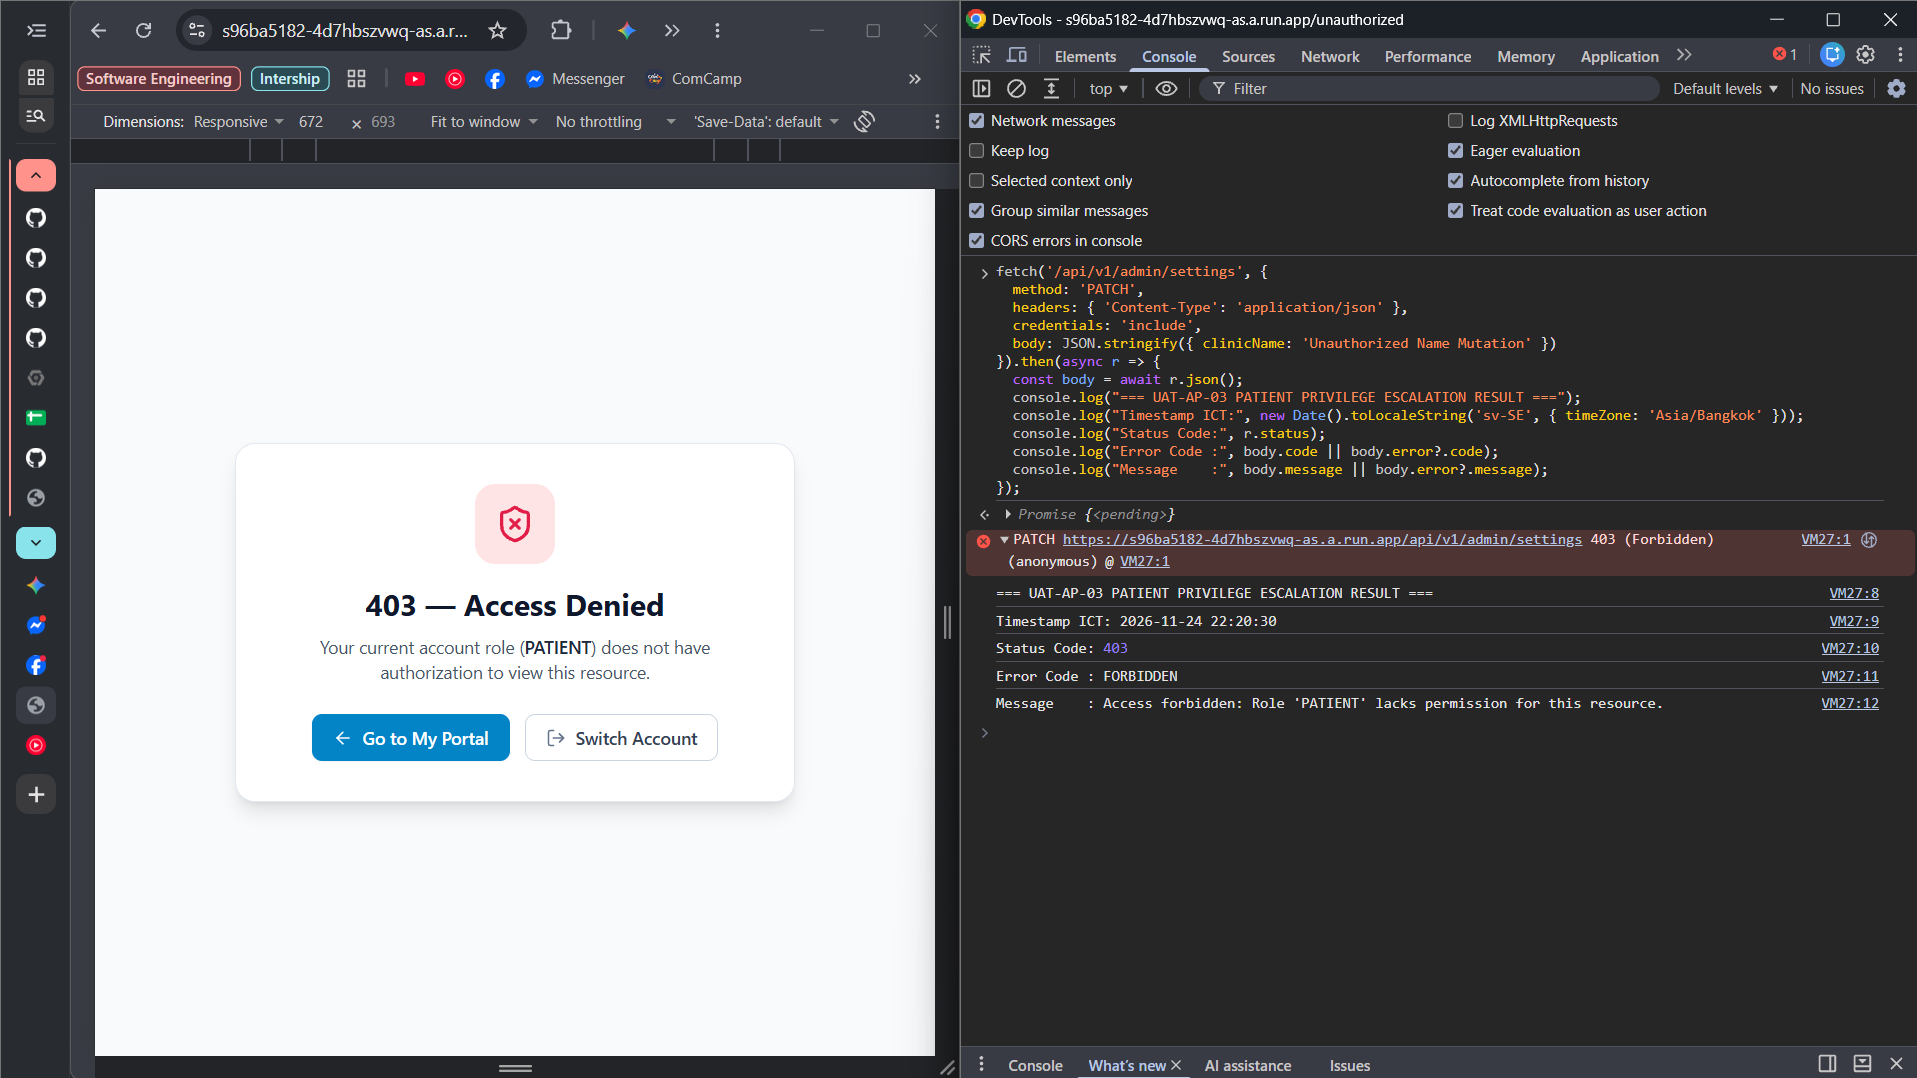 s96ba5182-4d7hbszvwq-as.a.r...
Software Engineering
Intership
Messenger
ComCamp
Dimensions: Responsive 672 × 693 Fit to window No throttling 'Save-Data': default
403 — Access Denied
Your current account role (PATIENT) does not have
authorization to view this resource.
Go to My Portal
Switch Account
DevTools - s96ba5182-4d7hbszvwq-as.a.run.app/unauthorized
Elements Console Sources Network Performance Memory Application 1
top Filter Default levels No issues
Network messages
Log XMLHttpRequests
Keep log
Eager evaluation
Selected context only
Autocomplete from history
Group similar messages
Treat code evaluation as user action
CORS errors in console
fetch('/api/v1/admin/settings', {
method: 'PATCH',
headers: { 'Content-Type': 'application/json' },
credentials: 'include',
body: JSON.stringify({ clinicName: 'Unauthorized Name Mutation' })
}).then(async r => {
const body = await r.json();
console.log("=== UAT-AP-03 PATIENT PRIVILEGE ESCALATION RESULT ===");
console.log("Timestamp ICT:", new Date().toLocaleString('sv-SE', { timeZone: 'Asia/Bangkok' }));
console.log("Status Code:", r.status);
console.log("Error Code :", body.code || body.error?.code);
console.log("Message    :", body.message || body.error?.message);
});
Promise {<pending>}
PATCH https://s96ba5182-4d7hbszvwq-as.a.run.app/api/v1/admin/settings 403 (Forbidden) VM27:1
(anonymous) @ VM27:1
=== UAT-AP-03 PATIENT PRIVILEGE ESCALATION RESULT === VM27:8
Timestamp ICT: 2026-11-24 22:20:30 VM27:9
Status Code: 403 VM27:10
Error Code : FORBIDDEN VM27:11
Message    : Access forbidden: Role 'PATIENT' lacks permission for this resource. VM27:12
Console What's new AI assistance Issues